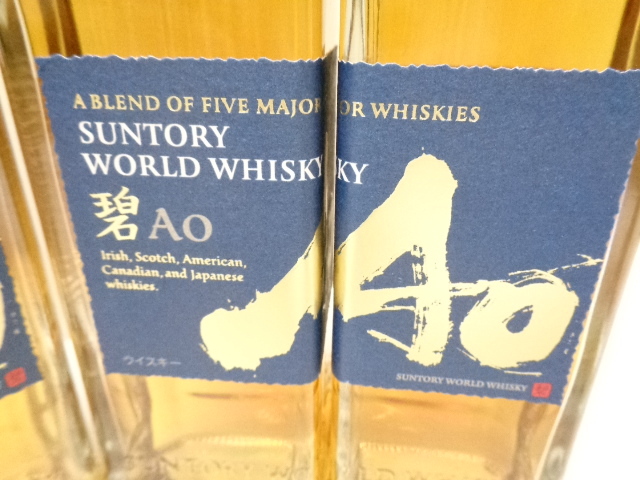 A BLEND OF FIVE MAJOR
OR WHISKIES
SUNTORY
WORLD WHISKY
KY
碧 AO
Irish, Scotch, American,
Canadian, and Japanese
whiskies.
Ao
ウイスキー
SUNTORY WORLD WHISKY